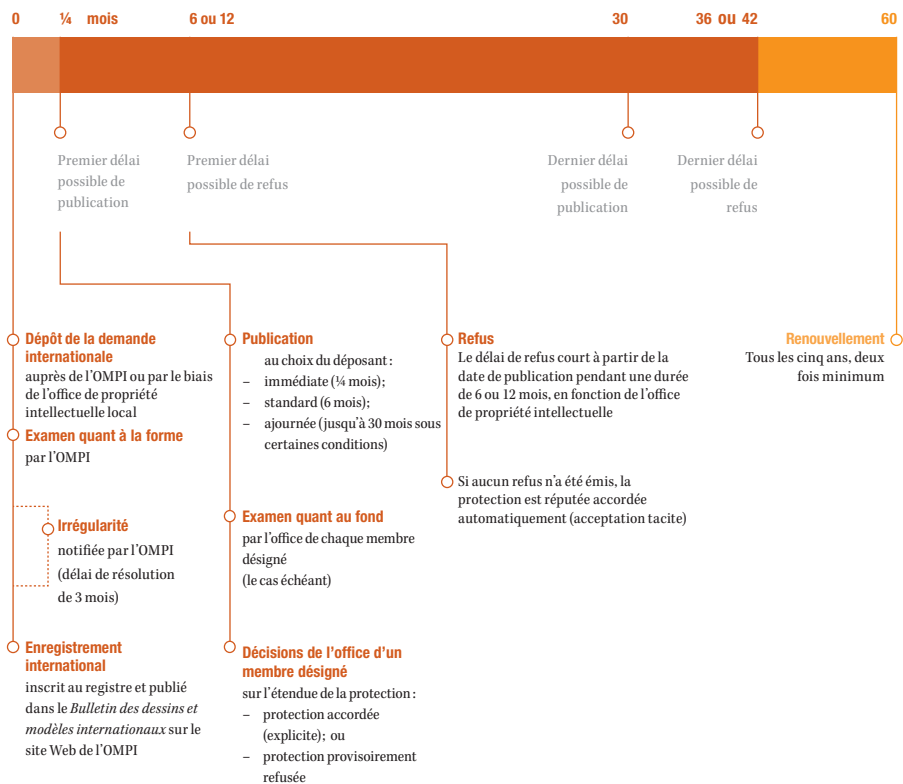 0 ¼ mois 6 ou 12 30 36 ou 42 60
Premier délai
possible de
publication
Premier délai
possible de refus
Dernier délai
possible de
publication
Dernier délai
possible de
refus
Dépôt de la demande
internationale
auprès de l’OMPI ou par le biais
de l’office de propriété
intellectuelle local
Examen quant à la forme
par l’OMPI
Irrégularité
notifiée par l’OMPI
(délai de résolution
de 3 mois)
Enregistrement
international
inscrit au registre et publié
dans le Bulletin des dessins et
modèles internationaux sur le
site Web de l’OMPI
Publication
au choix du déposant :
– immédiate (¼ mois);
– standard (6 mois);
– ajournée (jusqu’à 30 mois sous
certaines conditions)
Examen quant au fond
par l’office de chaque membre
désigné
(le cas échéant)
Décisions de l’office d’un
membre désigné
sur l’étendue de la protection :
– protection accordée
(explicite); ou
– protection provisoirement
refusée
Refus
Le délai de refus court à partir de la
date de publication pendant une durée
de 6 ou 12 mois, en fonction de l’office
de propriété intellectuelle
Si aucun refus n’a été émis, la
protection est réputée accordée
automatiquement (acceptation tacite)
Renouvellement
Tous les cinq ans, deux
fois minimum